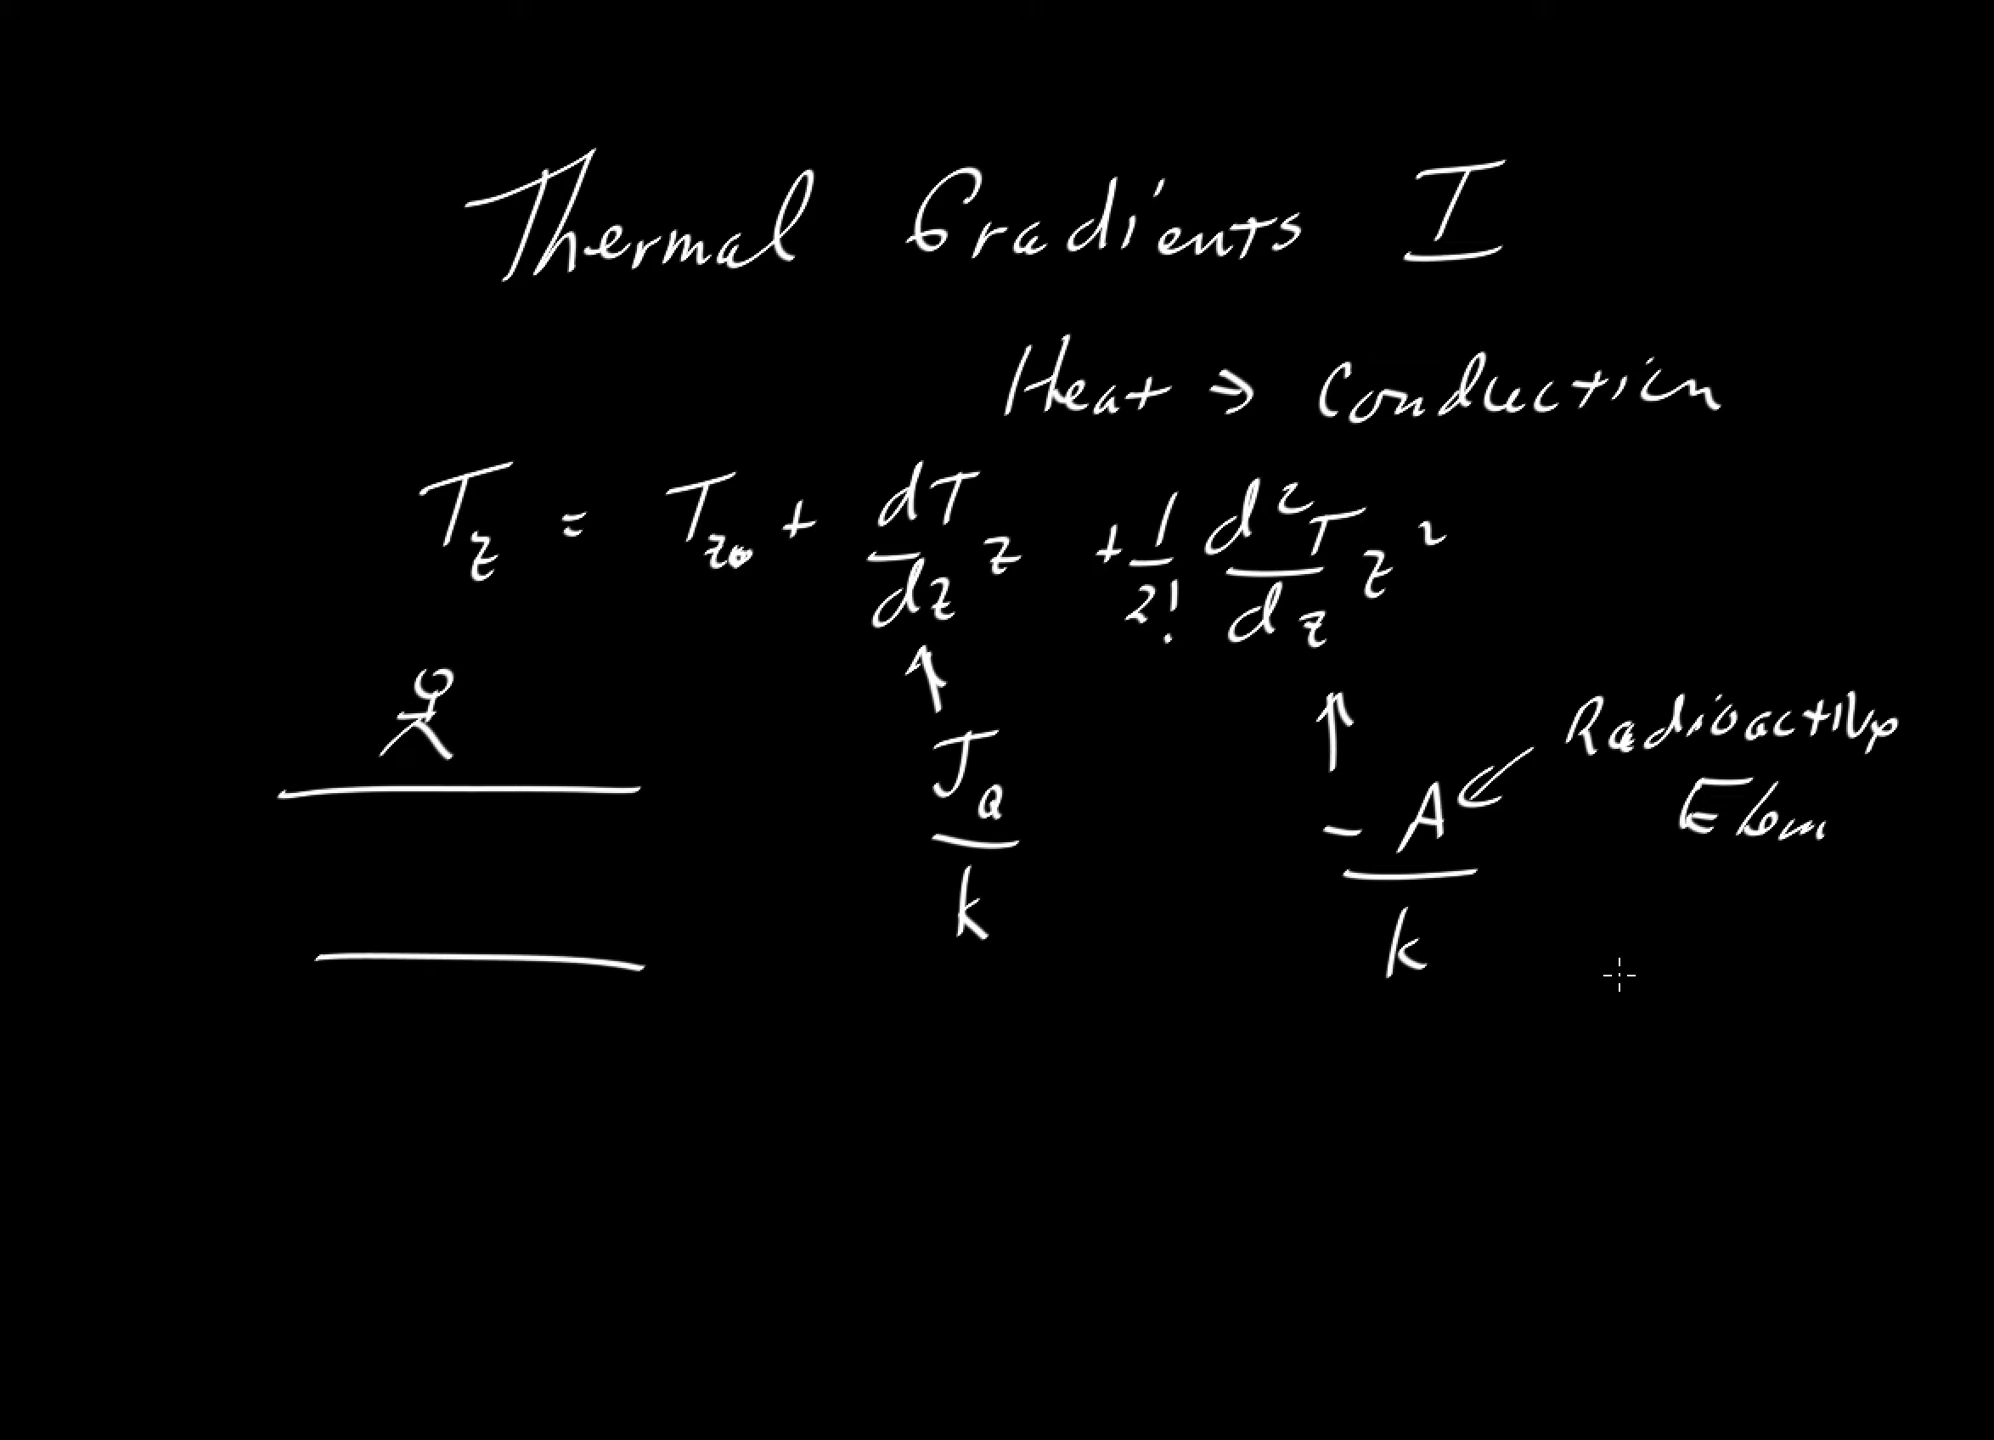 Thermal Gradients I
Heat → Conduction
T_z = T_z0 + dT/dz z + 1/2! d²T/dz z²
↑ J_Q/k
↑ -A/k ← Radioactive
Elem